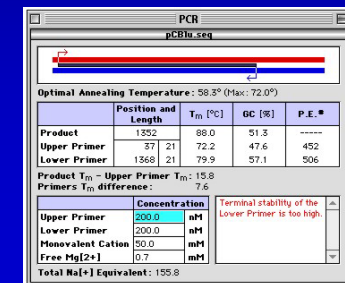 PCR
pCB1u.seq
Optimal Annealing Temperature: 58.3° (Max: 72.0°)
Position and Length Tm [°C] GC [%] P.E.*
Product 1352 88.0 51.3 -----
Upper Primer 37 21 72.2 47.6 452
Lower Primer 1368 21 79.9 57.1 506
Product Tm - Upper Primer Tm: 15.8
Primers Tm difference: 7.6
Concentration
Upper Primer 200.0 nM
Lower Primer 200.0 nM
Monovalent Cation 50.0 mM
Free Mg[2+] 0.7 mM
Total Na[+] Equivalent: 155.8
Terminal stability of the
Lower Primer is too high.